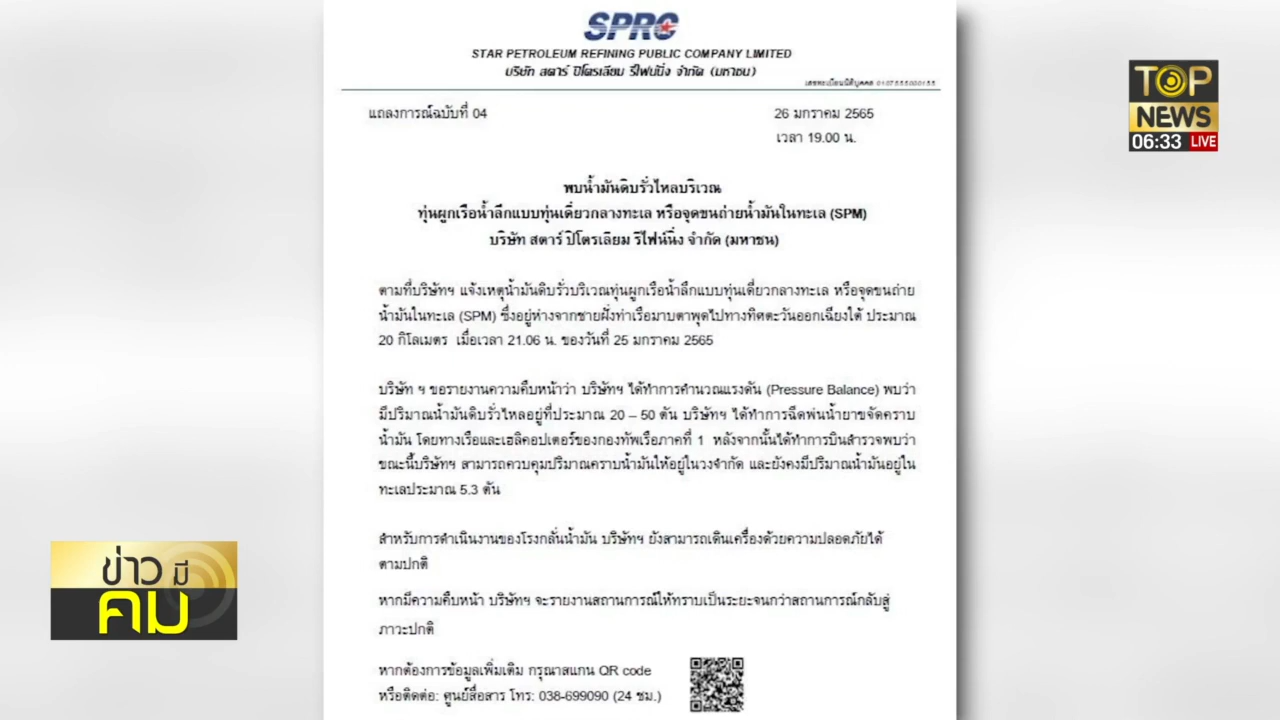 SPRC
STAR PETROLEUM REFINING PUBLIC COMPANY LIMITED
บริษัท สตาร์ ปิโตรเลียม รีไฟน์นิ่ง จำกัด (มหาชน)
เลขทะเบียนนิติบุคคล 0107555000155
TOP
NEWS
06:33 LIVE
แถลงการณ์ฉบับที่ 04 26 มกราคม 2565
เวลา 19.00 น.
พบน้ำมันดิบรั่วไหลบริเวณ
ทุ่นผูกเรือน้ำลึกแบบทุ่นเดี่ยวกลางทะเล หรือจุดขนถ่ายน้ำมันในทะเล (SPM)
บริษัท สตาร์ ปิโตรเลียม รีไฟน์นิ่ง จำกัด (มหาชน)
ตามที่บริษัทฯ แจ้งเหตุน้ำมันดิบรั่วบริเวณทุ่นผูกเรือน้ำลึกแบบทุ่นเดี่ยวกลางทะเล หรือจุดขนถ่าย
น้ำมันในทะเล (SPM) ซึ่งอยู่ห่างจากชายฝั่งท่าเรือมาบตาพุดไปทางทิศตะวันออกเฉียงใต้ ประมาณ
20 กิโลเมตร เมื่อเวลา 21.06 น. ของวันที่ 25 มกราคม 2565
บริษัท ฯ ขอรายงานความคืบหน้าว่า บริษัทฯ ได้ทำการคำนวณแรงดัน (Pressure Balance) พบว่า
มีปริมาณน้ำมันดิบรั่วไหลอยู่ที่ประมาณ 20 – 50 ตัน บริษัทฯ ได้ทำการฉีดพ่นน้ำยาขจัดคราบ
น้ำมัน โดยทางเรือและเฮลิคอปเตอร์ของกองทัพเรือภาคที่ 1 หลังจากนั้นได้ทำการบินสำรวจพบว่า
ขณะนี้บริษัทฯ สามารถควบคุมปริมาณคราบน้ำมันให้อยู่ในวงจำกัด และยังคงมีปริมาณน้ำมันอยู่ใน
ทะเลประมาณ 5.3 ตัน
สำหรับการดำเนินงานของโรงกลั่นน้ำมัน บริษัทฯ ยังสามารถเดินเครื่องด้วยความปลอดภัยได้
ตามปกติ
หากมีความคืบหน้า บริษัทฯ จะรายงานสถานการณ์ให้ทราบเป็นระยะจนกว่าสถานการณ์กลับสู่
ภาวะปกติ
หากต้องการข้อมูลเพิ่มเติม กรุณาสแกน QR code
หรือติดต่อ: ศูนย์สื่อสาร โทร: 038-699090 (24 ชม.)
ข่าวมี
คม